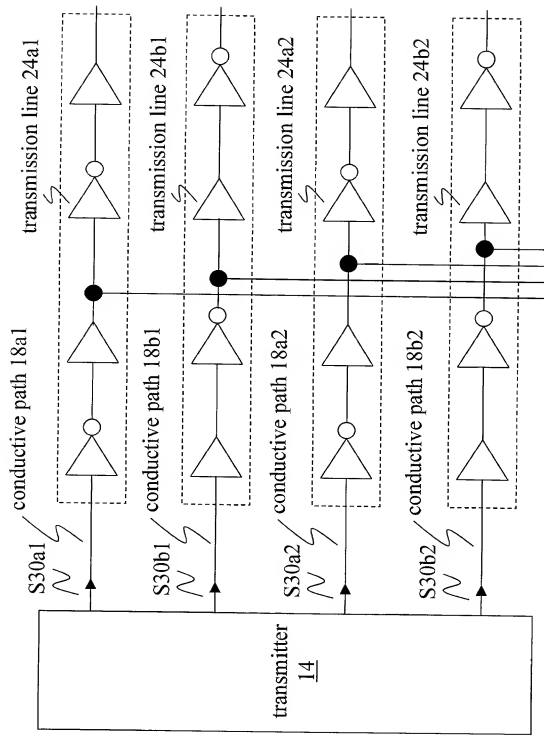 transmission line 24a1
transmission line 24b1
transmission line 24a2
transmission line 24b2
conductive path 18a1
conductive path 18b1
conductive path 18a2
conductive path 18b2
S30a1
S30b1
S30a2
S30b2
transmitter
14